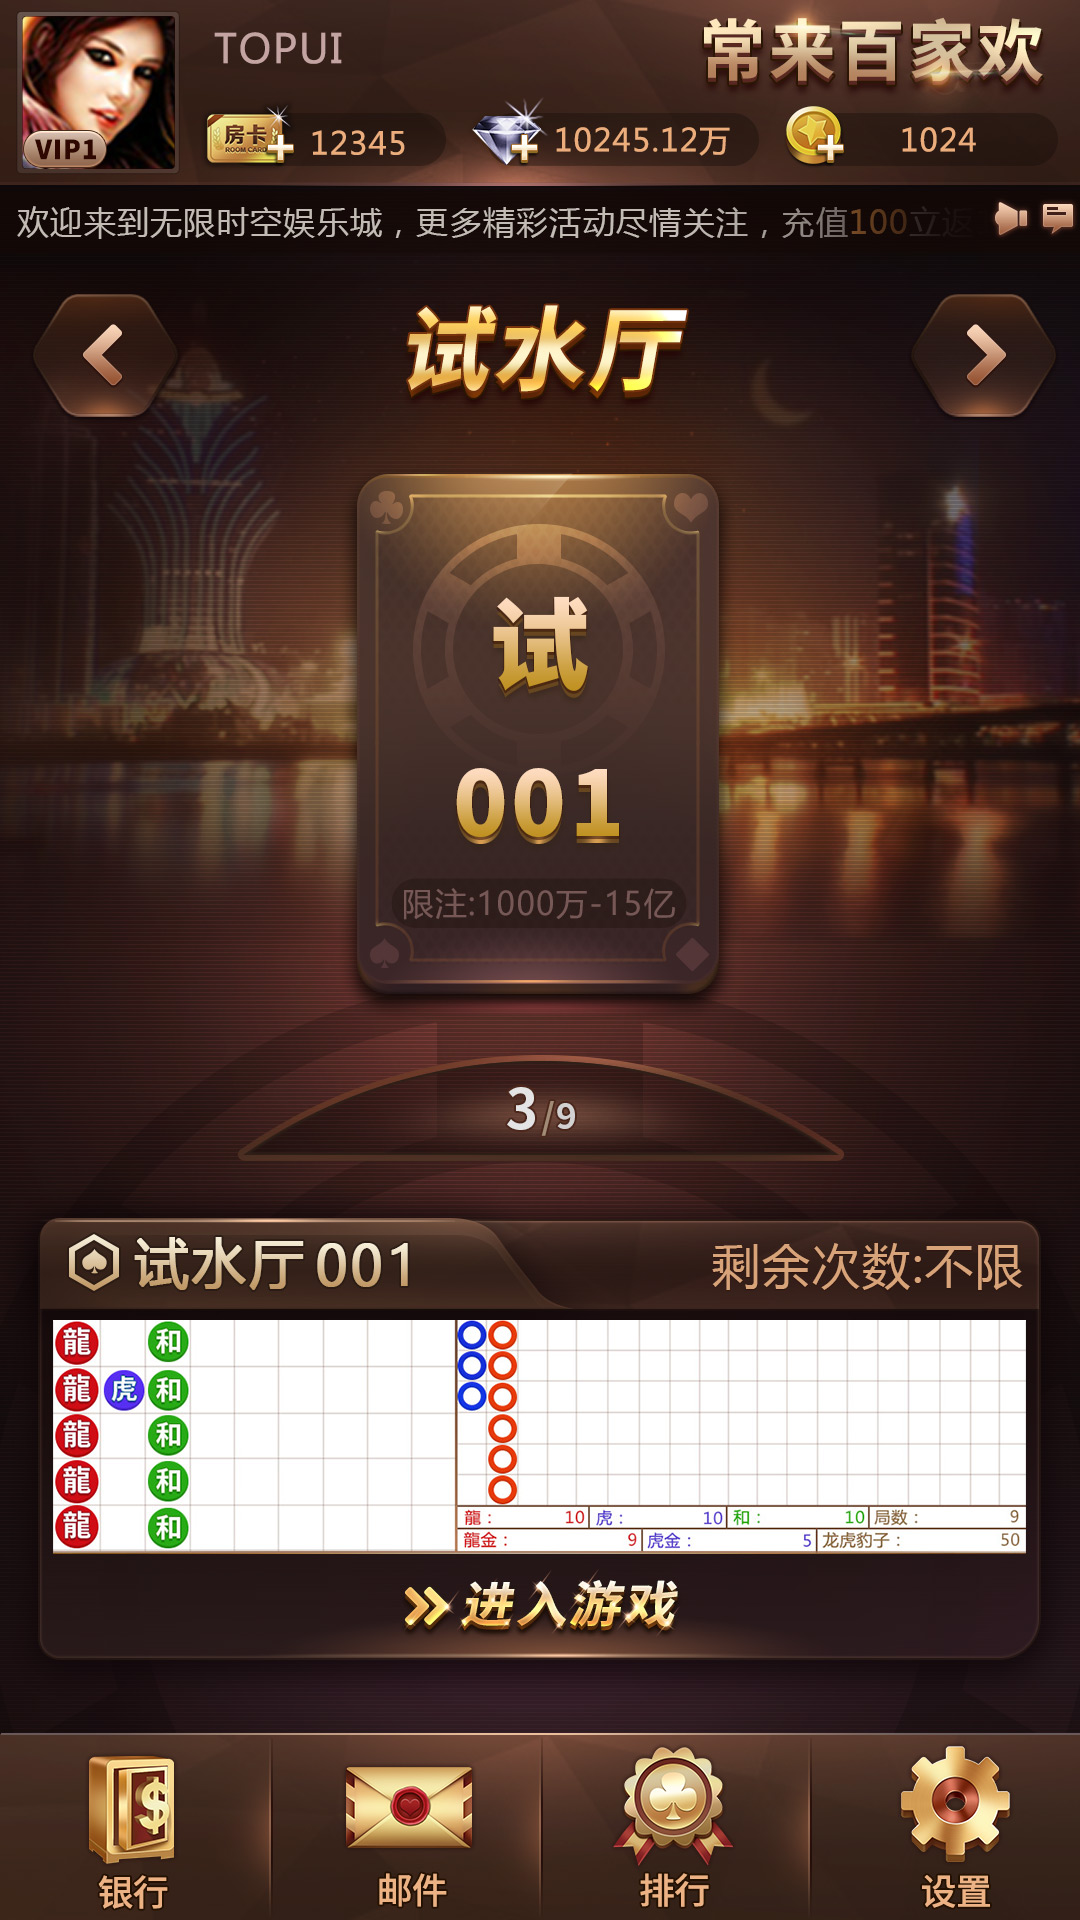 TOPUI
常来百家欢
VIP1
房卡
ROOM CARD
12345
10245.12万
1024
欢迎来到无限时空娱乐城，更多精彩活动尽情关注，充值100立返
试水厅
试
001
限注:1000万-15亿
3/9
试水厅001
剩余次数:不限
龍 和
龍 虎 和
龍 和
龍 和
龍 和
龍： 10 虎： 10 和： 10 局数： 9
龍金： 9 虎金： 5 龙虎豹子： 50
进入游戏
银行
邮件
排行
设置